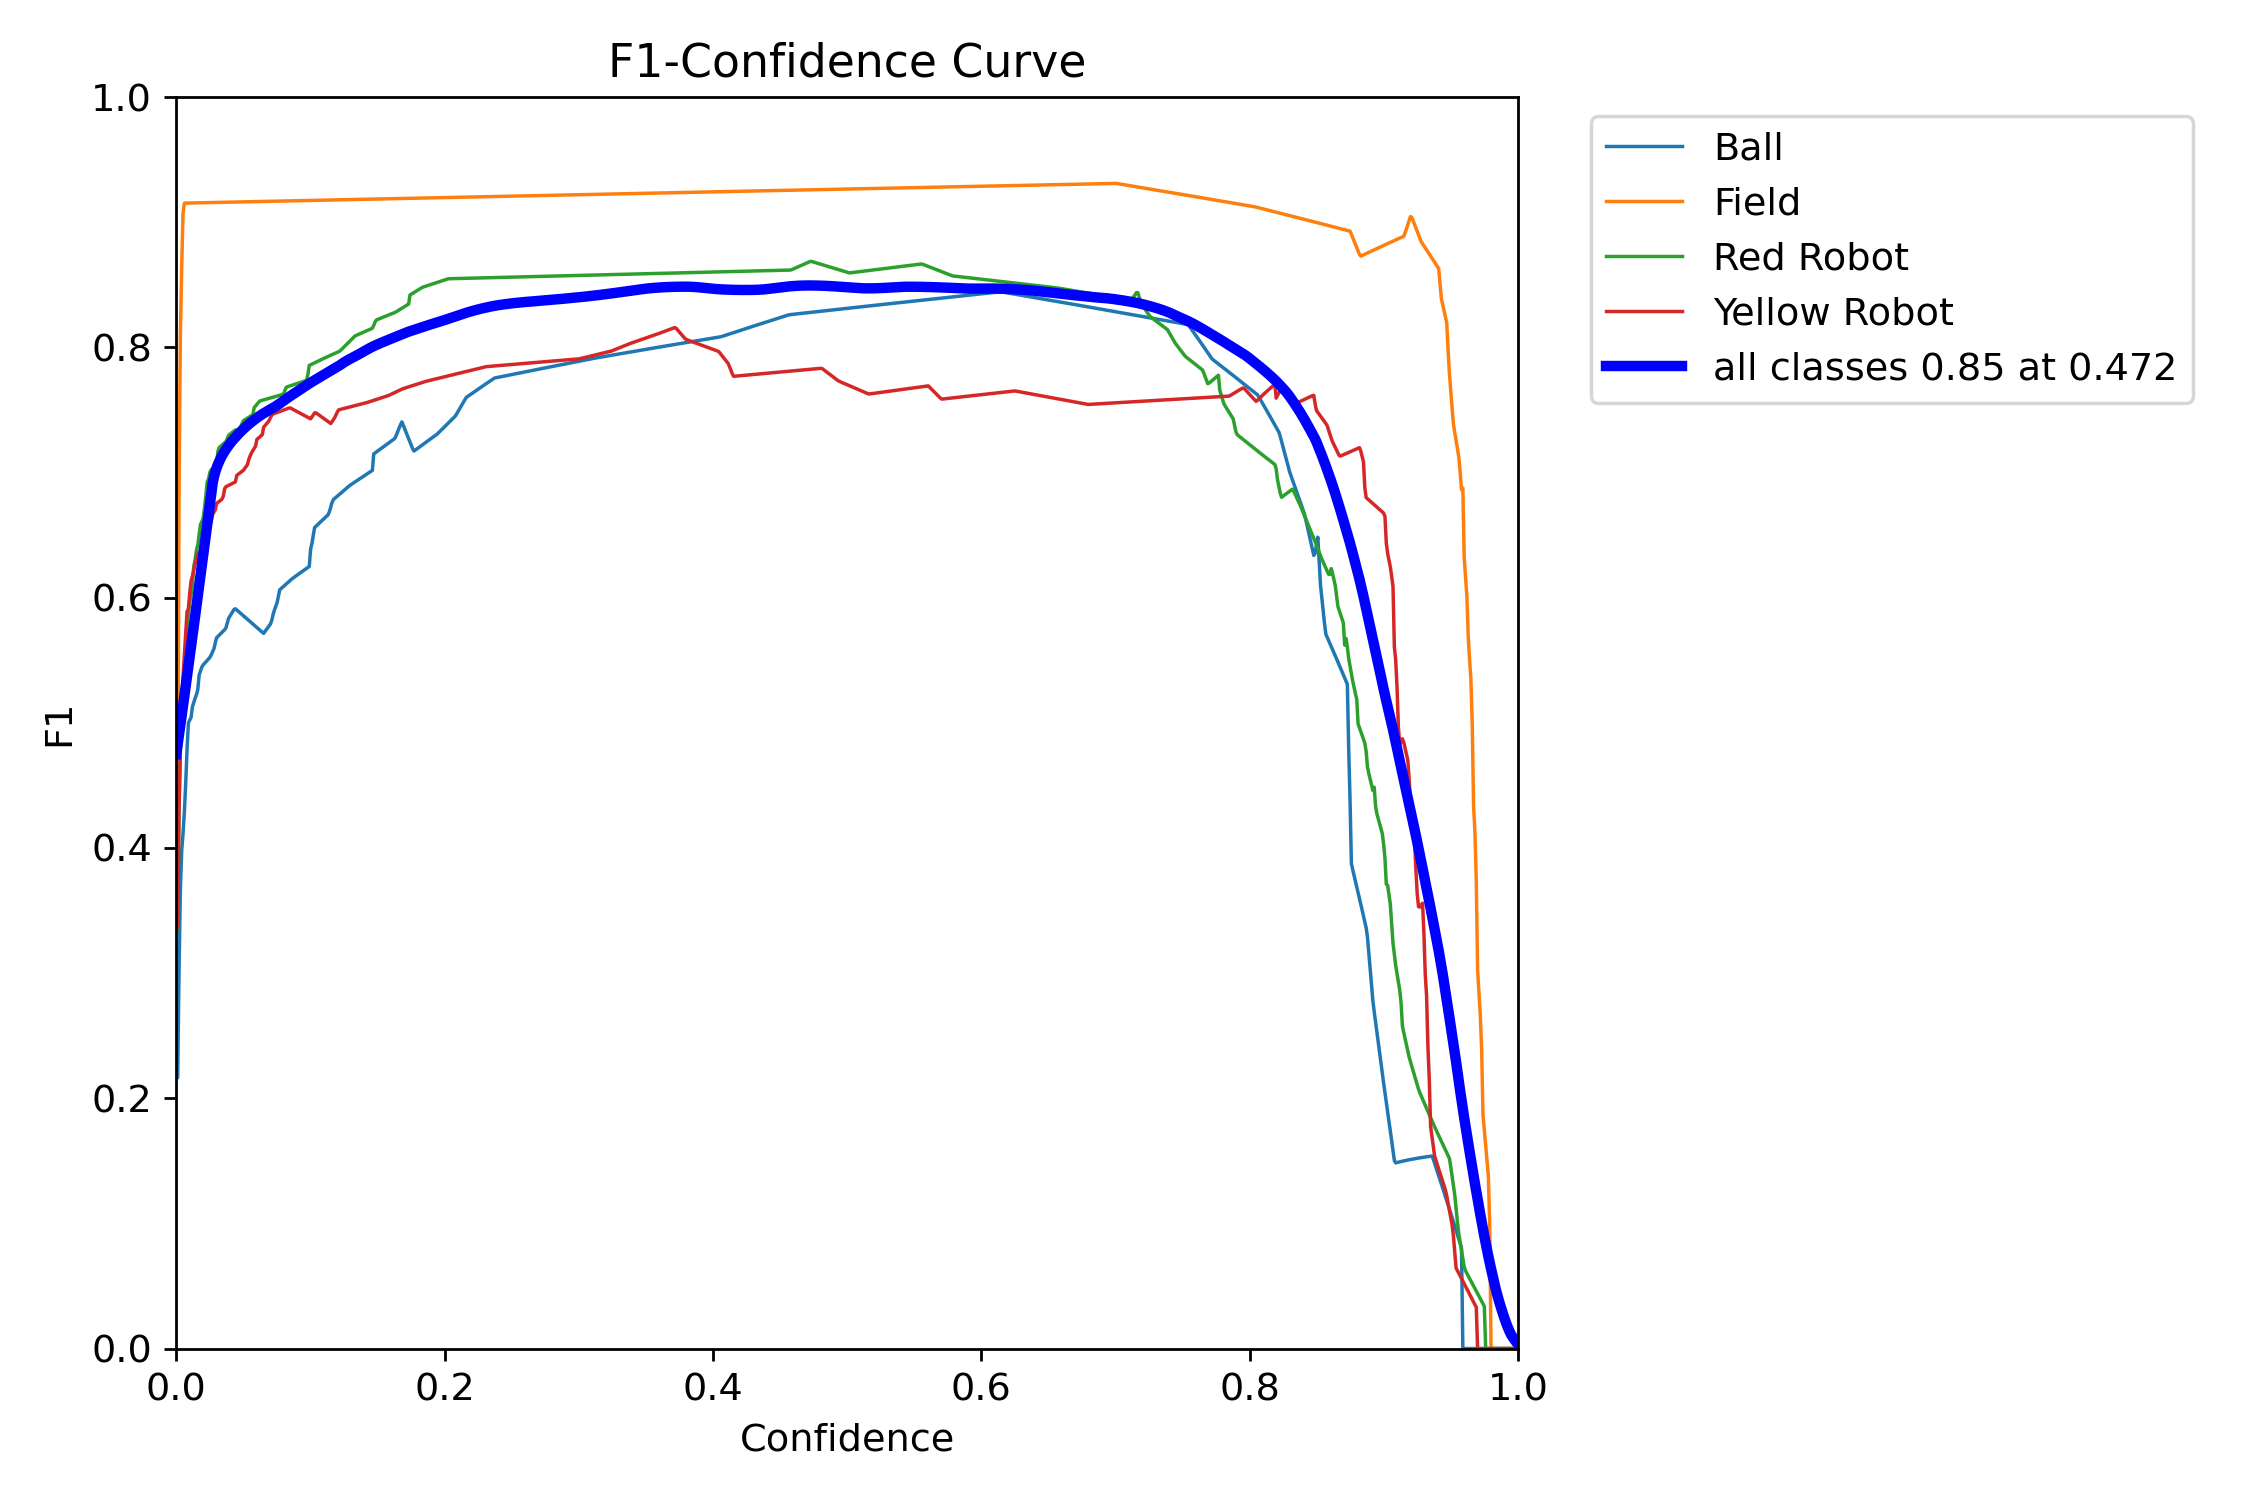 F1-Confidence Curve
1.0
0.8
0.6
0.4
0.2
0.0
F1
0.0 0.2 0.4 0.6 0.8 1.0
Confidence
Ball
Field
Red Robot
Yellow Robot
all classes 0.85 at 0.472